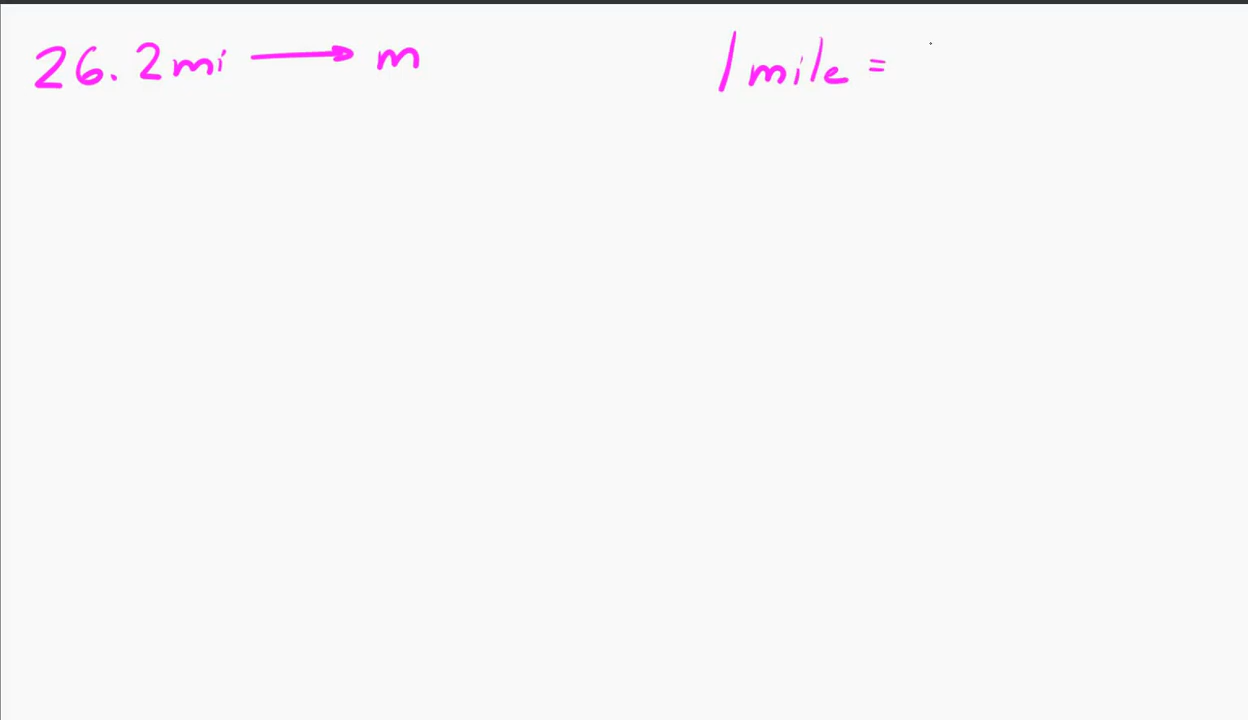 26.2mi → m
1 mile =